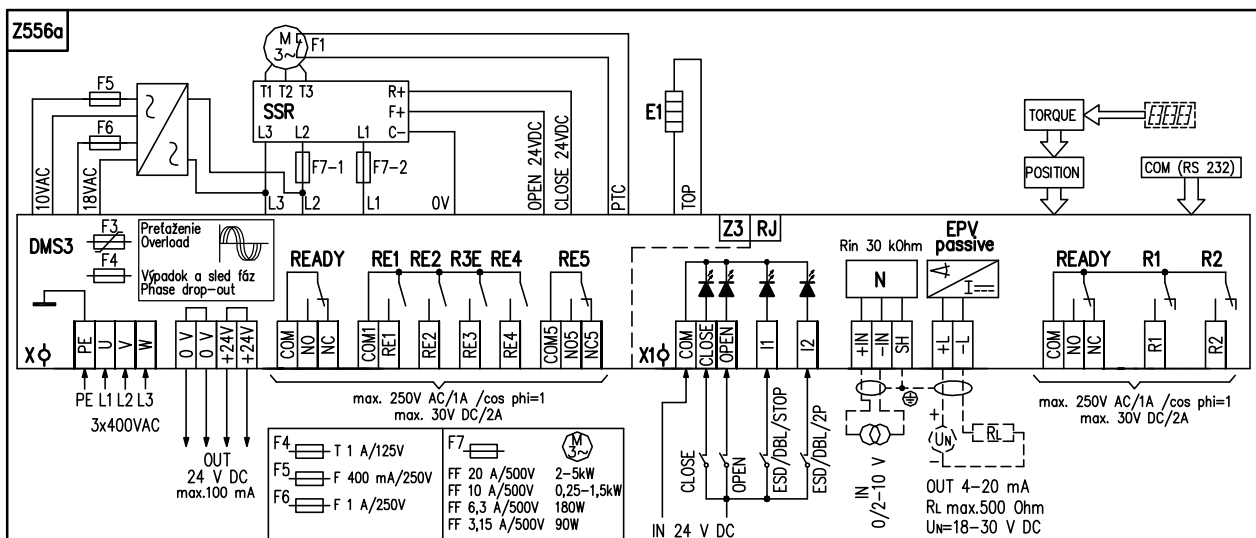 Z556a
M
3~
F1
T1 T2 T3
SSR
R+
F+
C-
L3 L2 L1
F5
F6
F7-1
F7-2
E1
TORQUE
POSITION
COM (RS 232)
10VAC
18VAC
L3
L2
L1
0V
OPEN 24VDC
CLOSE 24VDC
PTC
TOP
DMS3
F3
F4
Preťaženie
Overload
Výpadok a sled fáz
Phase drop-out
Z3 RJ
READY
RE1 RE2 R3E RE4
RE5
Rin 30 kOhm
N
EPV
passive
READY
R1
R2
X
PE
U
V
W
0 V
0 V
+24V
+24V
COM
NO
NC
COM1
RE1
RE2
RE3
RE4
COM5
NO5
NC5
X1
COM
CLOSE
OPEN
I1
I2
+IN
-IN
SH
+L
-L
COM
NO
NC
R1
R2
PE L1 L2 L3
3x400VAC
OUT
24 V DC
max.100 mA
max. 250V AC/1A /cos phi=1
max. 30V DC/2A
F4 T 1 A/125V
F5 F 400 mA/250V
F6 F 1 A/250V
F7
M
3~
FF 20 A/500V 2-5kW
FF 10 A/500V 0,25-1,5kW
FF 6,3 A/500V 180W
FF 3,15 A/500V 90W
CLOSE
OPEN
ESD/DBL/STOP
ESD/DBL/2P
IN 24 V DC
IN
0/2-10 V
+
UN
-
RL
OUT 4-20 mA
RL max.500 Ohm
UN=18-30 V DC
max. 250V AC/1A /cos phi=1
max. 30V DC/2A